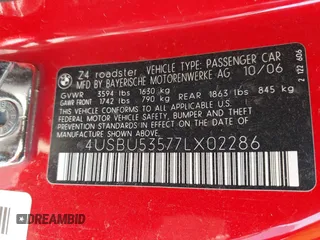 Z4 roadster VEHICLE TYPE: PASSENGER CAR
MFD BY BAYERISCHE MOTORENWERKE AG 10/06
GVWR 3594 lbs 1630 kg
GAWR FRONT 1742 lbs 790 kg GAWR REAR 1863 lbs 845 kg
THIS VEHICLE CONFORMS TO ALL APPLICABLE U.S.
FEDERAL MOTOR VEHICLE SAFETY, BUMPER, AND
THEFT PREVENTION STANDARDS IN EFFECT ON THE
DATE OF MANUFACTURE SHOWN ABOVE.
4USBU53577LX02286
2 122 606
DREAMBID